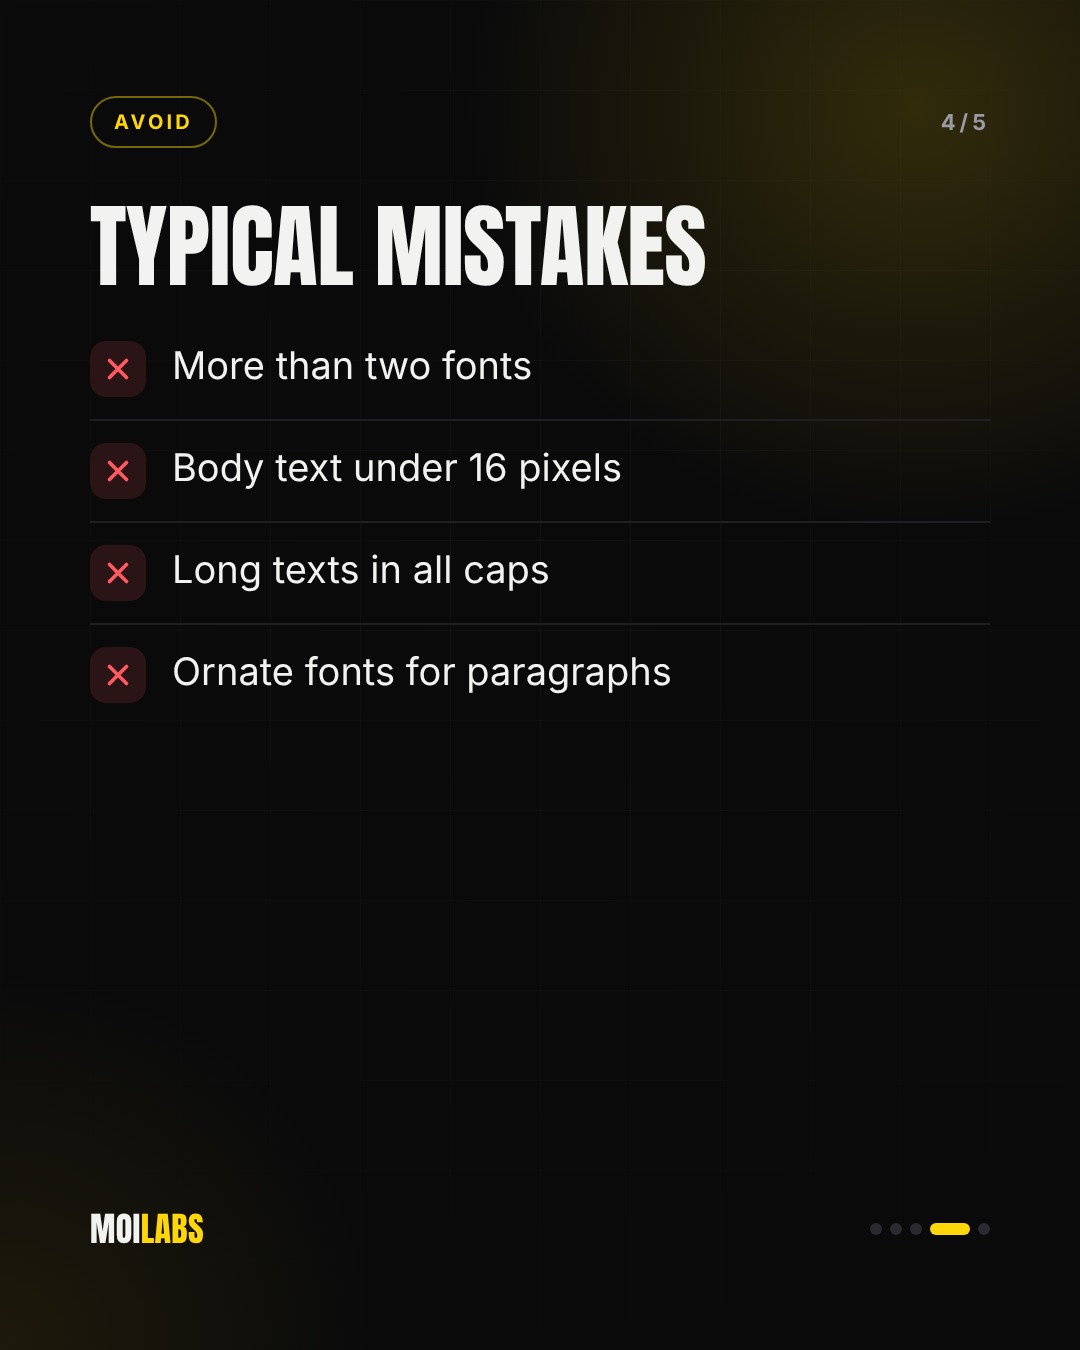 AVOID
4/5
TYPICAL MISTAKES
More than two fonts
Body text under 16 pixels
Long texts in all caps
Ornate fonts for paragraphs
MOILABS